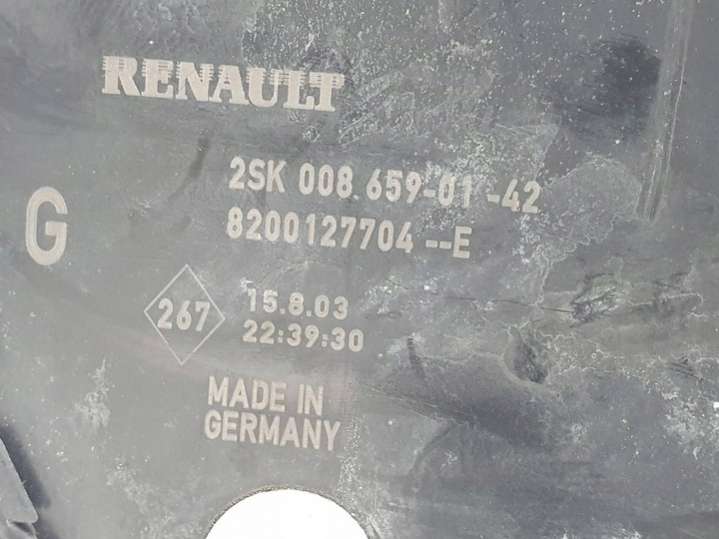 RENAULT
2SK 008 659-01-42
8200127704--E
G
267
15.8.03
22:39:30
MADE IN
GERMANY